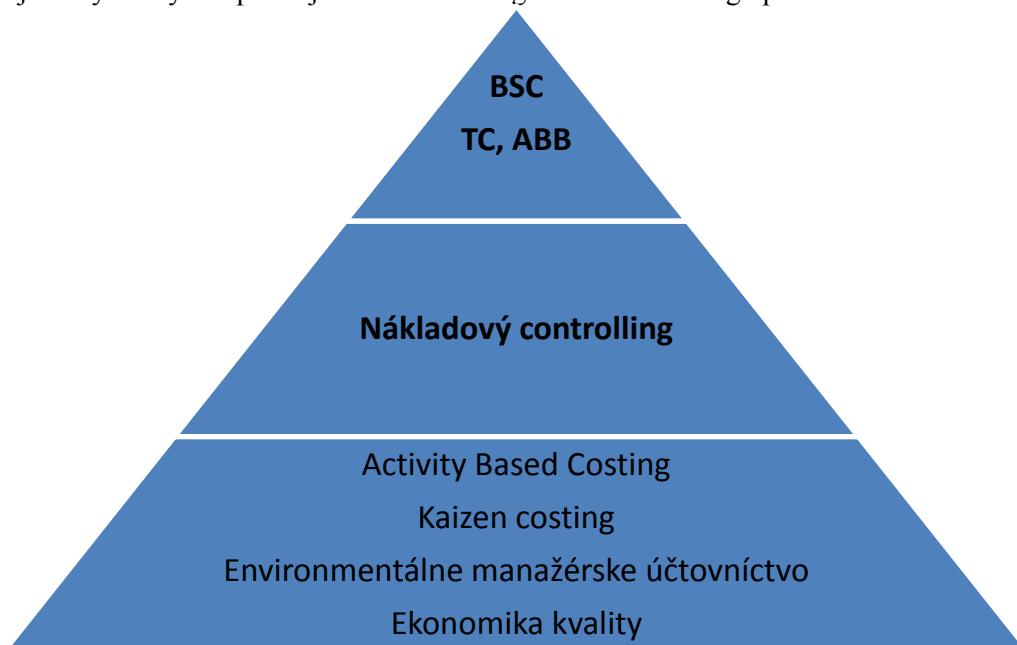 BSC
TC, ABB
Nákladový controlling
Activity Based Costing
Kaizen costing
Environmentálne manažérske účtovníctvo
Ekonomika kvality